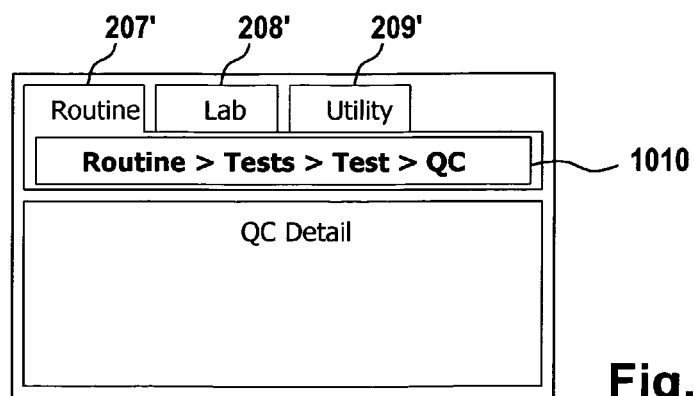 207' 208' 209'
Routine Lab Utility
Routine > Tests > Test > QC 1010
QC Detail
Fig.